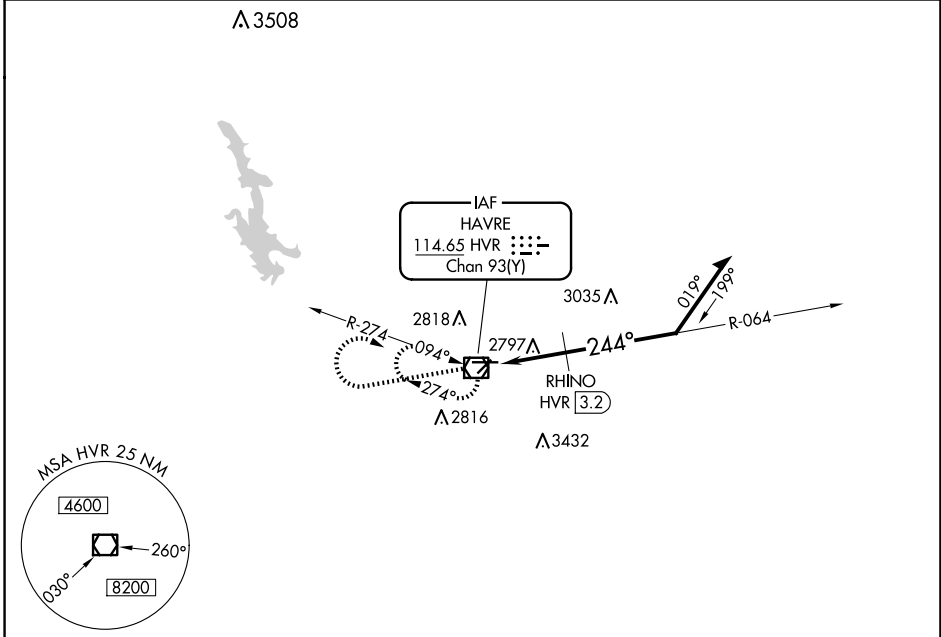 3508
IAF
HAVRE
114.65 HVR
Chan 93(Y)
3035
019°
199°
R-274
2818
094°
2797
244°
R-064
274°
RHINO
HVR 3.2
2816
3432
MSA HVR 25 NM
4600
260°
030°
8200